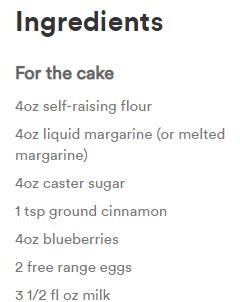 Ingredients
For the cake
4oz self-raising flour
4oz liquid margarine (or melted
margarine)
4oz caster sugar
1 tsp ground cinnamon
4oz blueberries
2 free range eggs
3 1/2 fl oz milk